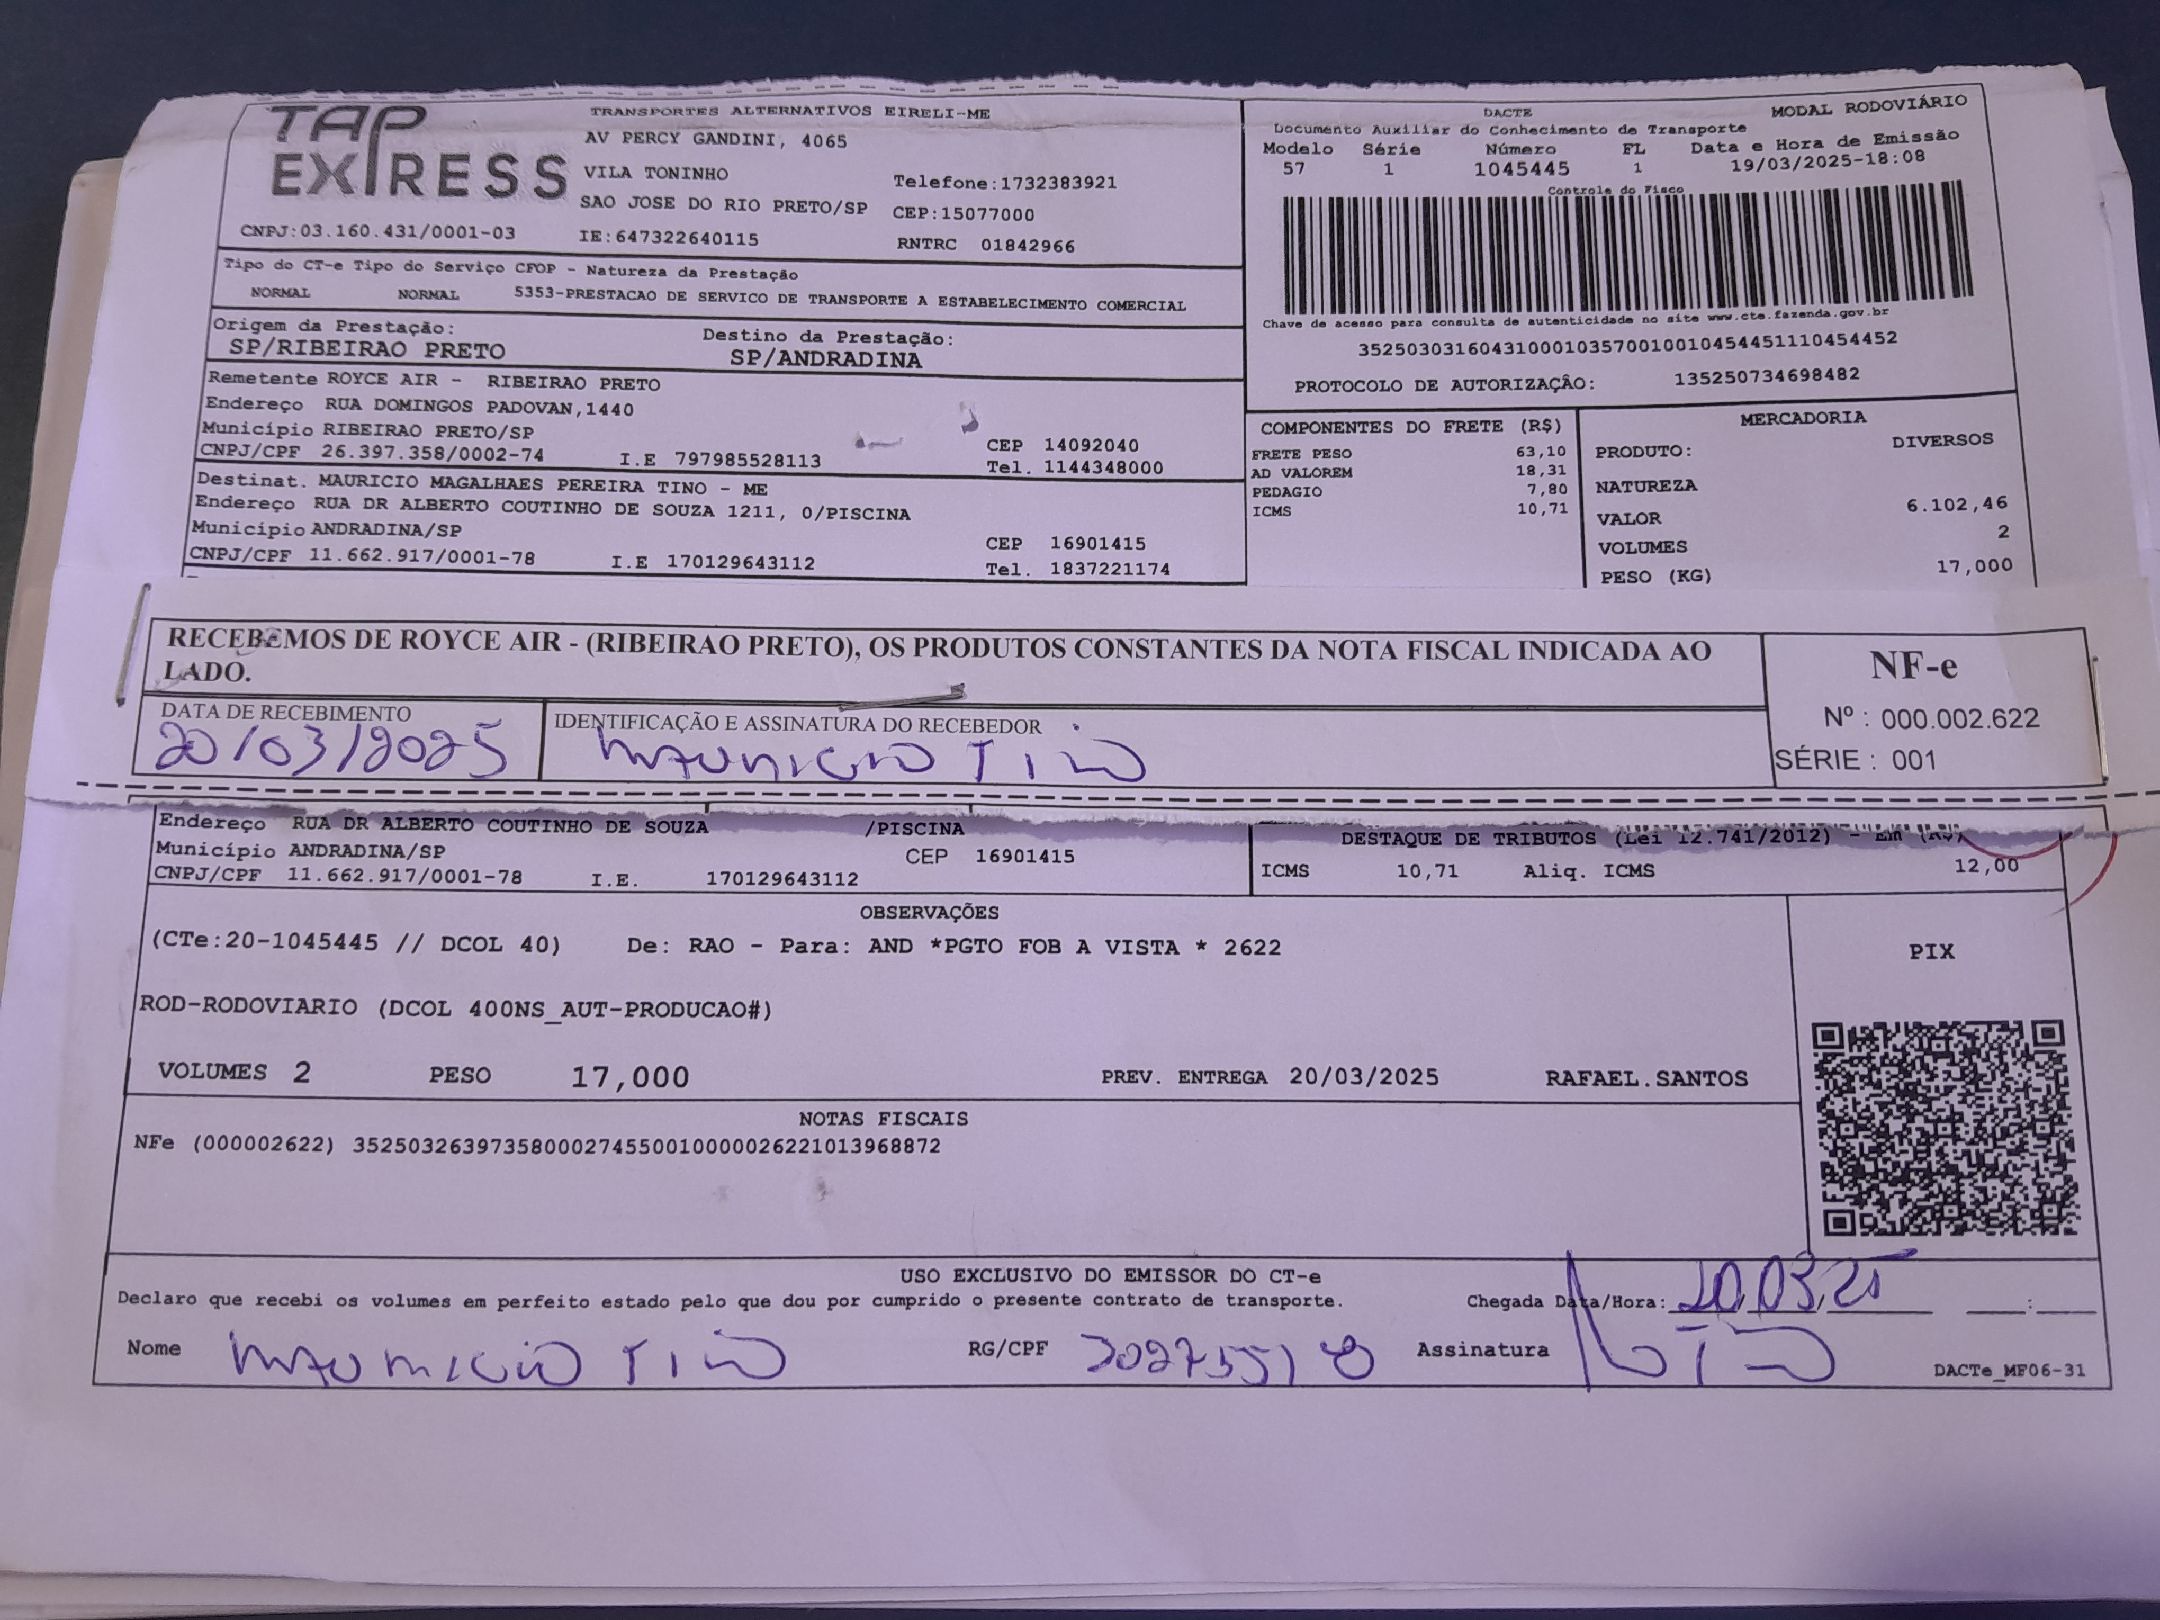 TAP EXPRESS
TRANSPORTES ALTERNATIVOS EIRELI-ME
AV PERCY GANDINI, 4065
VILA TONINHO
Telefone:1732383921
SAO JOSE DO RIO PRETO/SP CEP:15077000
CNPJ:03.160.431/0001-03 IE:647322640115 RNTRC 01842966
DACTE MODAL RODOVIÁRIO
Documento Auxiliar do Conhecimento de Transporte
Modelo Série Número FL Data e Hora de Emissão
57 1 1045445 1 19/03/2025-18:08
Controle do Fisco
Chave de acesso para consulta de autenticidade no site www.cte.fazenda.gov.br
35250303160431000103570010010454451110454452
PROTOCOLO DE AUTORIZAÇÃO: 135250734698482
Tipo do CT-e Tipo do Serviço CFOP - Natureza da Prestação
NORMAL NORMAL 5353-PRESTACAO DE SERVICO DE TRANSPORTE A ESTABELECIMENTO COMERCIAL
Origem da Prestação: Destino da Prestação:
SP/RIBEIRAO PRETO SP/ANDRADINA
Remetente ROYCE AIR - RIBEIRAO PRETO
Endereço RUA DOMINGOS PADOVAN,1440
Município RIBEIRAO PRETO/SP CEP 14092040
CNPJ/CPF 26.397.358/0002-74 I.E 797985528113 Tel. 1144348000
Destinat. MAURICIO MAGALHAES PEREIRA TINO - ME
Endereço RUA DR ALBERTO COUTINHO DE SOUZA 1211, 0/PISCINA
Município ANDRADINA/SP CEP 16901415
CNPJ/CPF 11.662.917/0001-78 I.E 170129643112 Tel. 1837221174
COMPONENTES DO FRETE (R$)
FRETE PESO 63,10
AD VALOREM 18,31
PEDAGIO 7,80
ICMS 10,71
MERCADORIA
PRODUTO: DIVERSOS
NATUREZA
VALOR 6.102,46
VOLUMES 2
PESO (KG) 17,000
RECEBEMOS DE ROYCE AIR - (RIBEIRAO PRETO), OS PRODUTOS CONSTANTES DA NOTA FISCAL INDICADA AO
LADO.
DATA DE RECEBIMENTO IDENTIFICAÇÃO E ASSINATURA DO RECEBEDOR
20/03/2025 Mauricio Tino
NF-e
Nº : 000.002.622
SÉRIE : 001
Endereço RUA DR ALBERTO COUTINHO DE SOUZA /PISCINA
Município ANDRADINA/SP CEP 16901415
CNPJ/CPF 11.662.917/0001-78 I.E. 170129643112
DESTAQUE DE TRIBUTOS (Lei 12.741/2012) - Em (R$)
ICMS 10,71 Aliq. ICMS 12,00
OBSERVAÇÕES
(CTe:20-1045445 // DCOL 40) De: RAO - Para: AND *PGTO FOB A VISTA * 2622
ROD-RODOVIARIO (DCOL 400NS_AUT-PRODUCAO#)
VOLUMES 2 PESO 17,000 PREV. ENTREGA 20/03/2025 RAFAEL.SANTOS
PIX
NOTAS FISCAIS
NFe (000002622) 35250326397358000274550010000026221013968872
USO EXCLUSIVO DO EMISSOR DO CT-e
Declaro que recebi os volumes em perfeito estado pelo que dou por cumprido o presente contrato de transporte. Chegada Data/Hora: 20/03/25
Nome Mauricio Tino RG/CPF Assinatura
DACTe_MF06-31